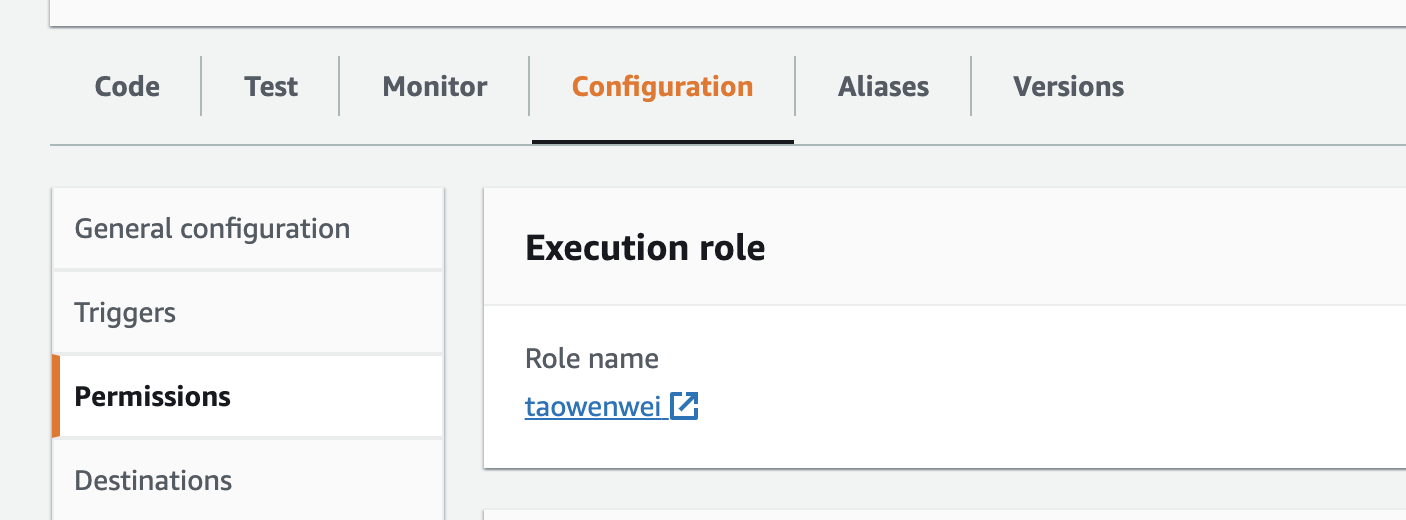 Code Test Monitor Configuration Aliases Versions
General configuration
Triggers
Permissions
Destinations
Execution role
Role name
taowenwei